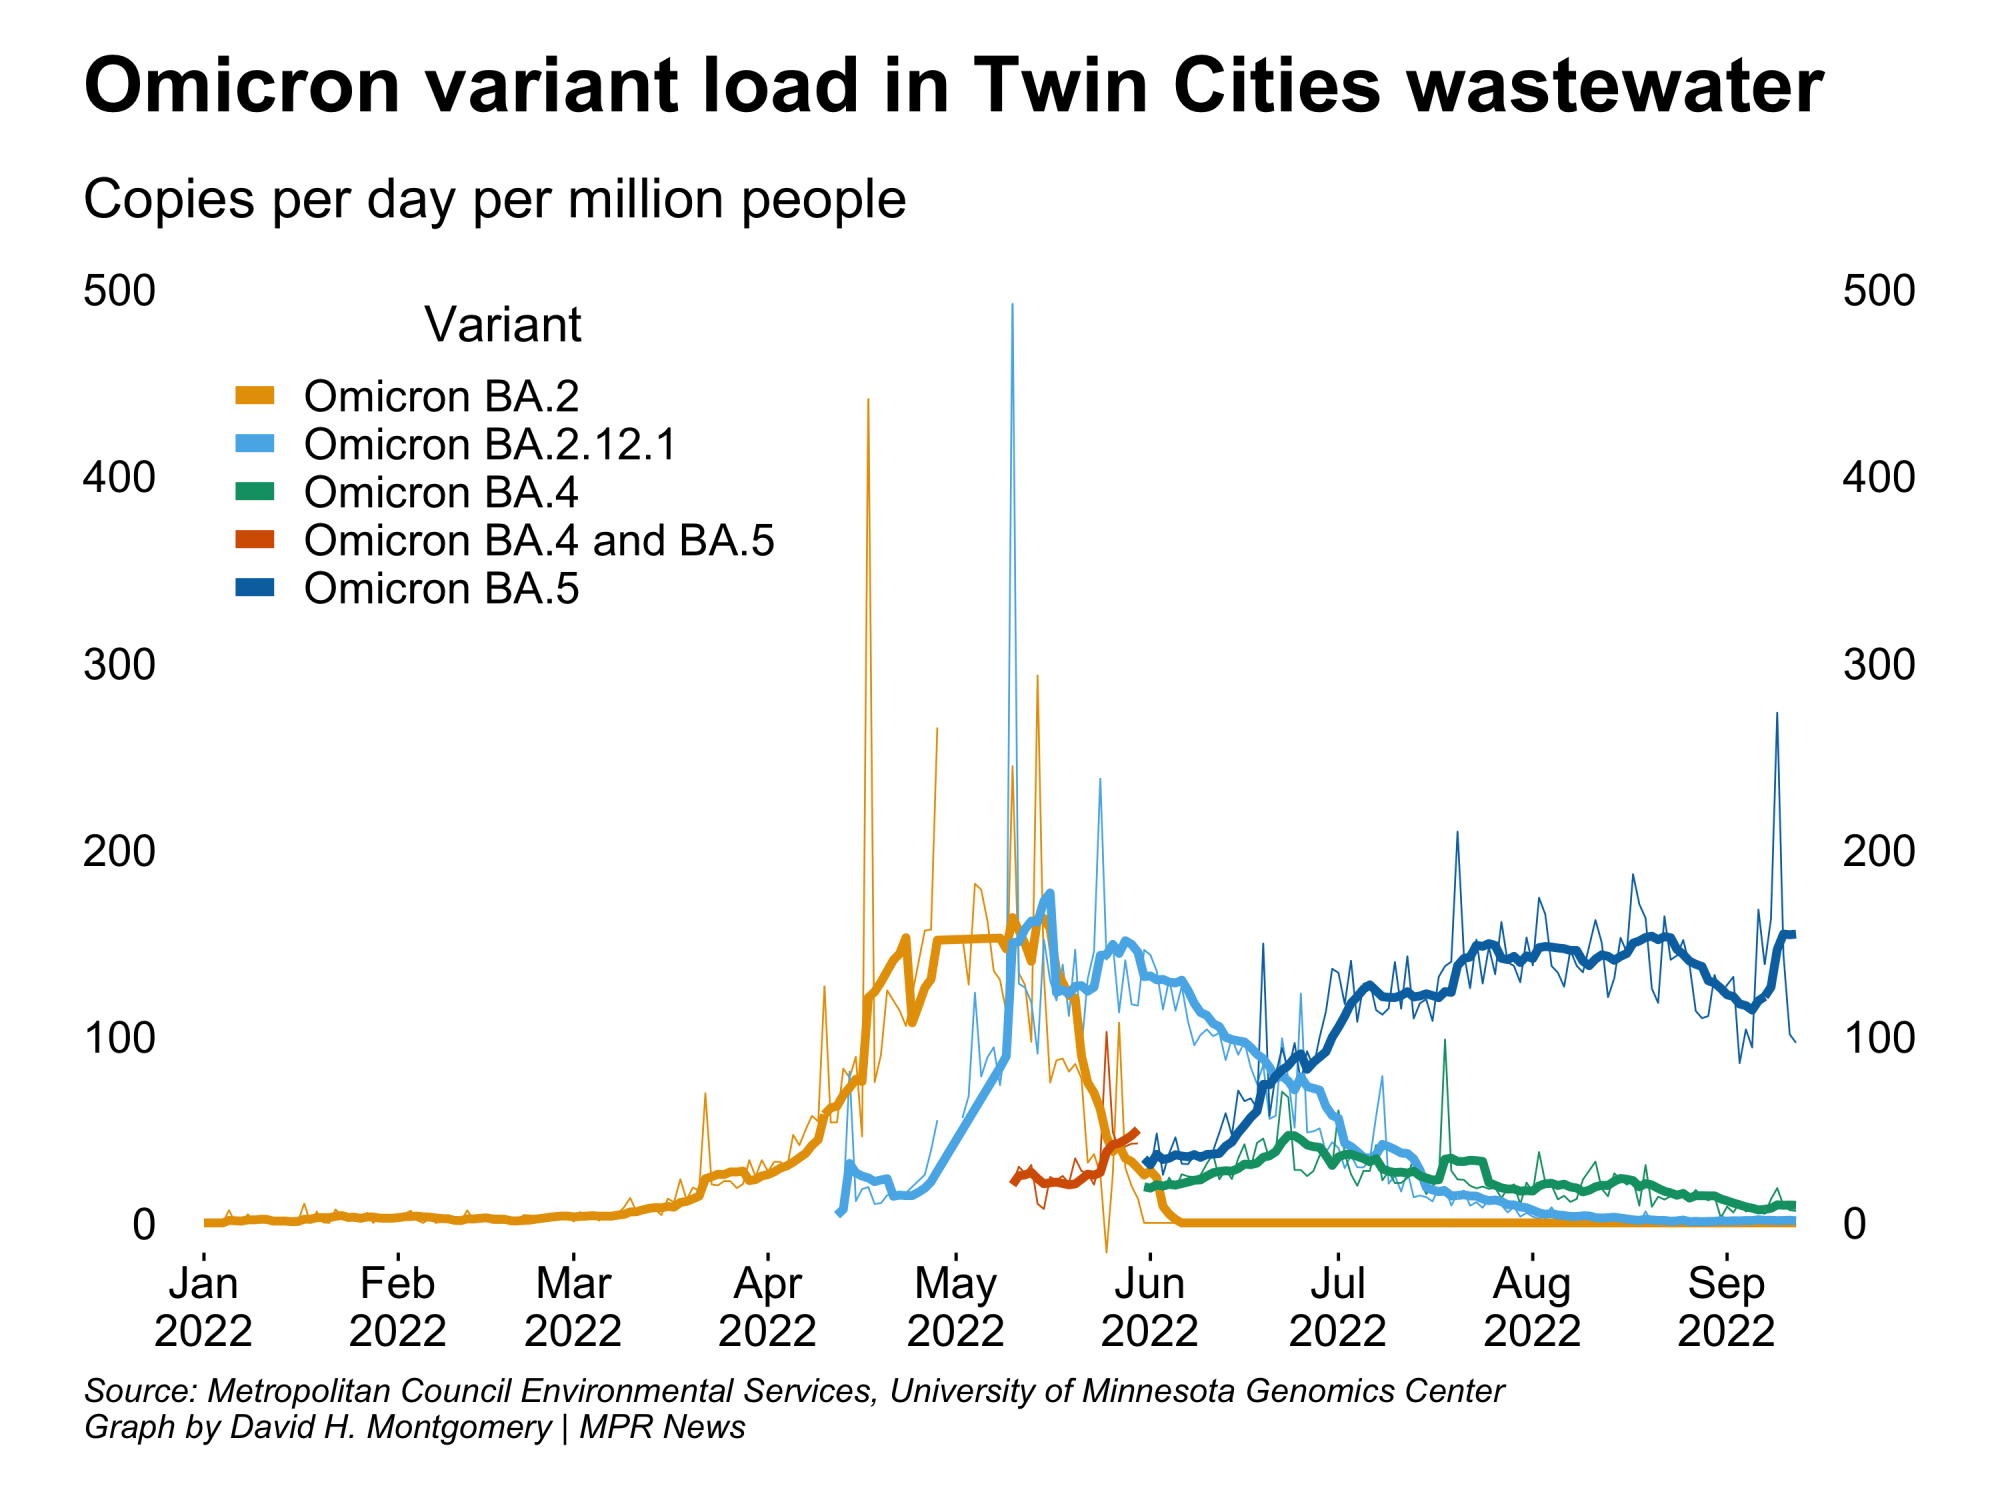 Omicron variant load in Twin Cities wastewater
Copies per day per million people
500
500
Variant
Omicron BA.2
Omicron BA.2.12.1
400
400
Omicron BA.4
Omicron BA.4 and BA.5
Omicron BA.5
300
300
200
200
100
100
0
0
Jan
2022
Feb
2022
Mar
2022
Apr
2022
May
2022
Jun
2022
Jul
2022
Aug
2022
Sep
2022
Source: Metropolitan Council Environmental Services, University of Minnesota Genomics Center
Graph by David H. Montgomery | MPR News